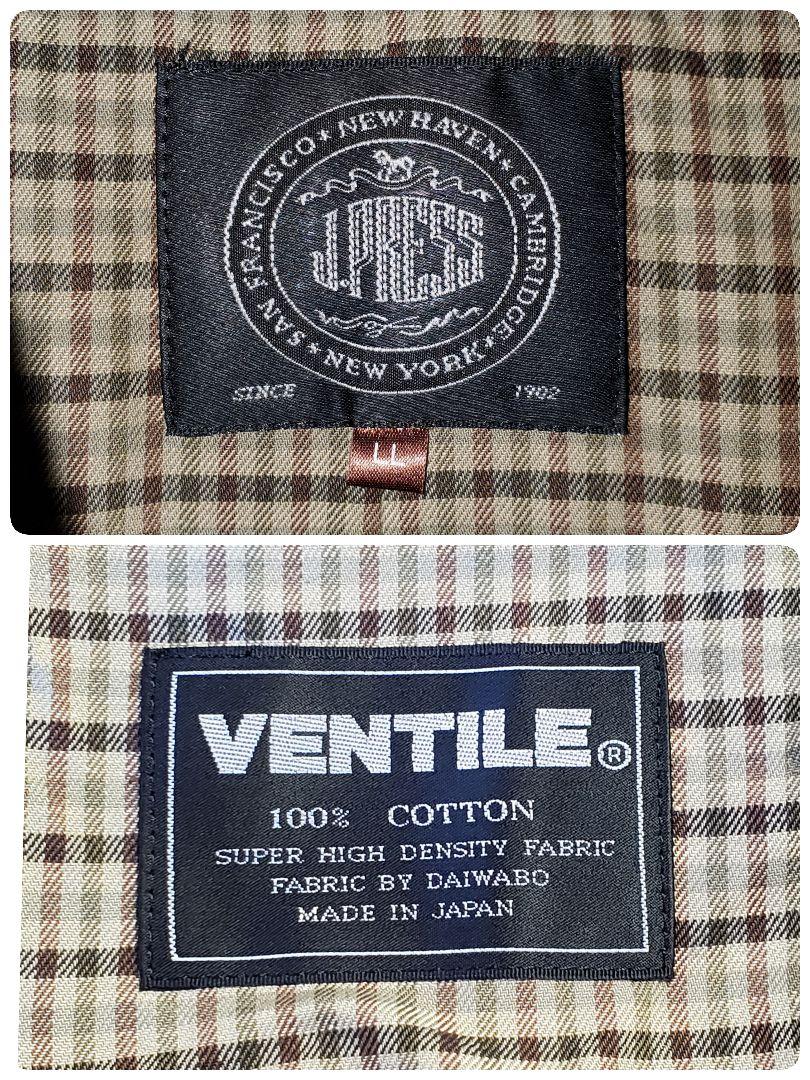 SAN FRANCISCO★NEW HAVEN★CAMBRIDGE★NEW YORK★
J.PRESS
SINCE 1902
LL
VENTILE®
100% COTTON
SUPER HIGH DENSITY FABRIC
FABRIC BY DAIWABO
MADE IN JAPAN